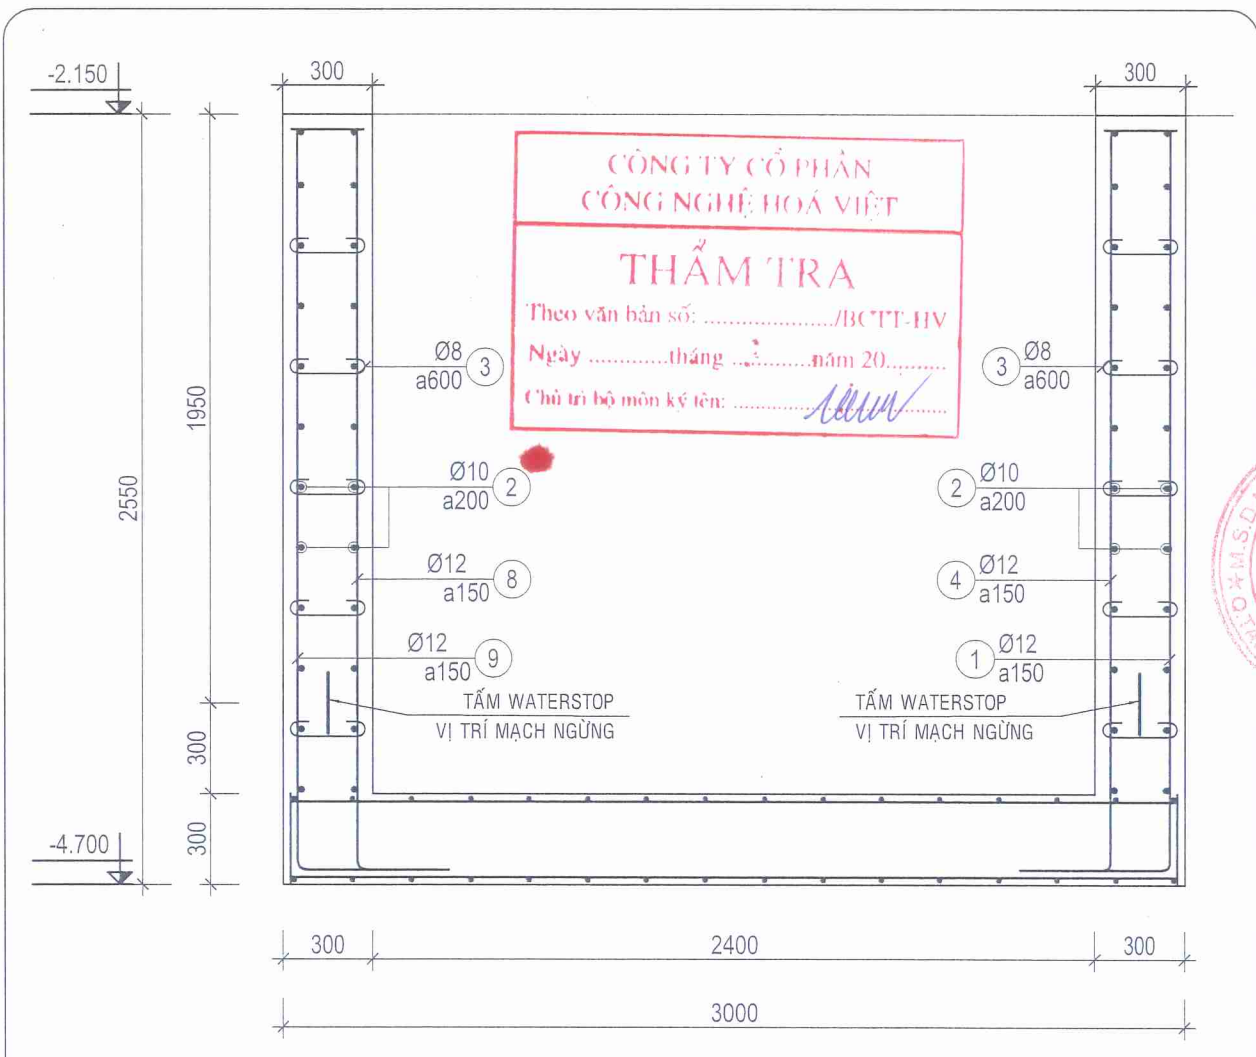 -2.150
300
300
CÔNG TY CỔ PHẦN
CÔNG NGHỆ HOÁ VIỆT
THẨM TRA
Theo văn bản số: ..................../BCTT-HV
Ngày ............tháng ..............năm 20..........
Chủ trì bộ môn ký tên: ....................................
Ø8
a600
3
3
Ø8
a600
1950
2550
Ø10
a200
2
2
Ø10
a200
Ø12
a150
8
4
Ø12
a150
Ø12
a150
9
1
Ø12
a150
TẤM WATERSTOP
VỊ TRÍ MẠCH NGỪNG
TẤM WATERSTOP
VỊ TRÍ MẠCH NGỪNG
300
300
-4.700
300
2400
300
3000
M.S.D